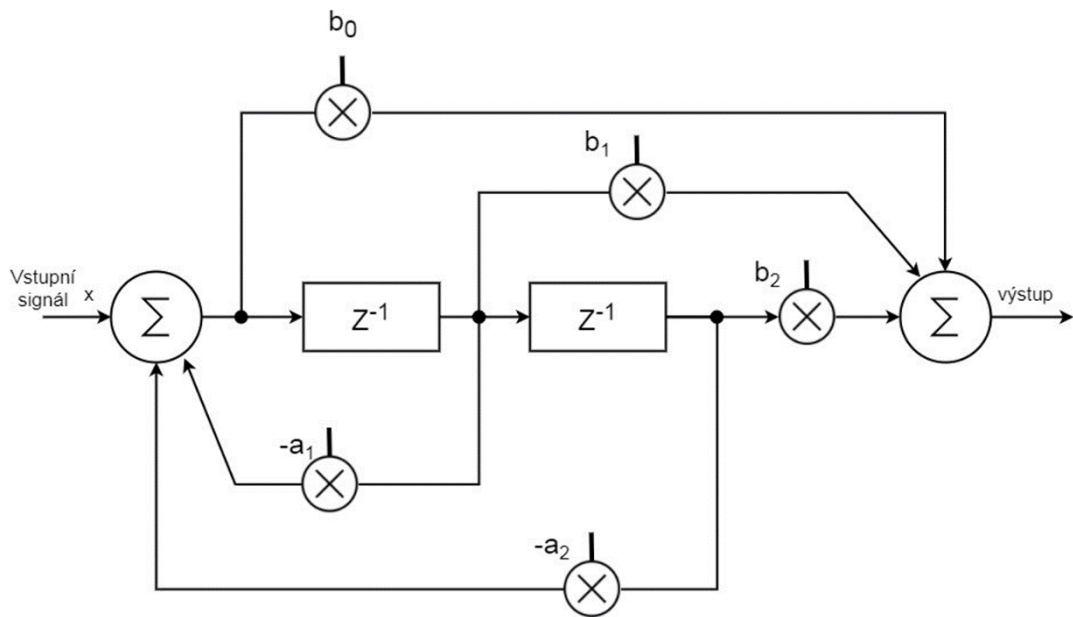 b₀
b₁
b₂
Vstupní
signál x
Σ
Z⁻¹
Z⁻¹
Σ
výstup
-a₁
-a₂